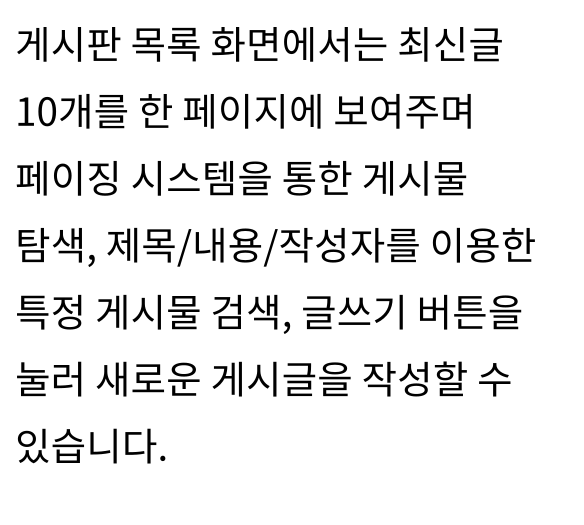 게시판 목록 화면에서는 최신글
10개를 한 페이지에 보여주며
페이징 시스템을 통한 게시물
탐색, 제목/내용/작성자를 이용한
특정 게시물 검색, 글쓰기 버튼을
눌러 새로운 게시글을 작성할 수
있습니다.